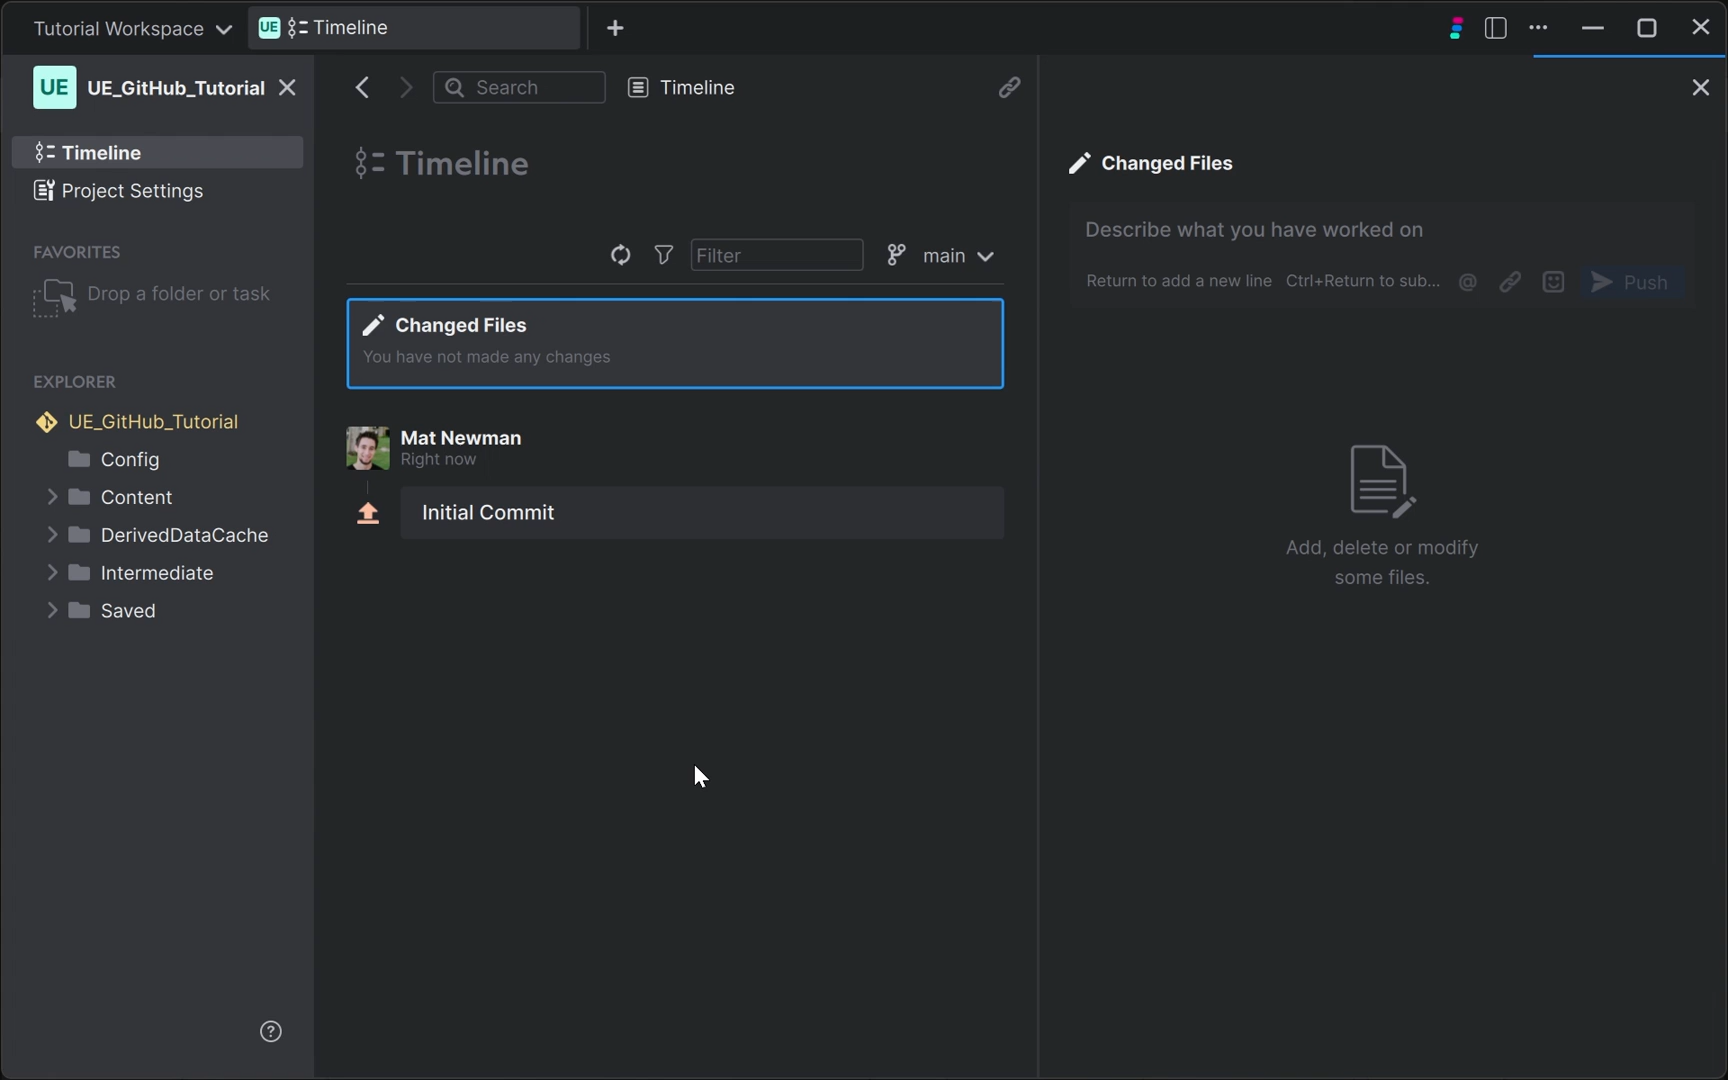 Tutorial Workspace
UE Timeline
UE UE_GitHub_Tutorial
Timeline
Project Settings
FAVORITES
Drop a folder or task
EXPLORER
UE_GitHub_Tutorial
Config
Content
DerivedDataCache
Intermediate
Saved
Search
Timeline
Timeline
Filter
main
Changed Files
You have not made any changes
Mat Newman
Right now
Initial Commit
Changed Files
Describe what you have worked on
Return to add a new line Ctrl+Return to sub... @ Push
Add, delete or modify
some files.